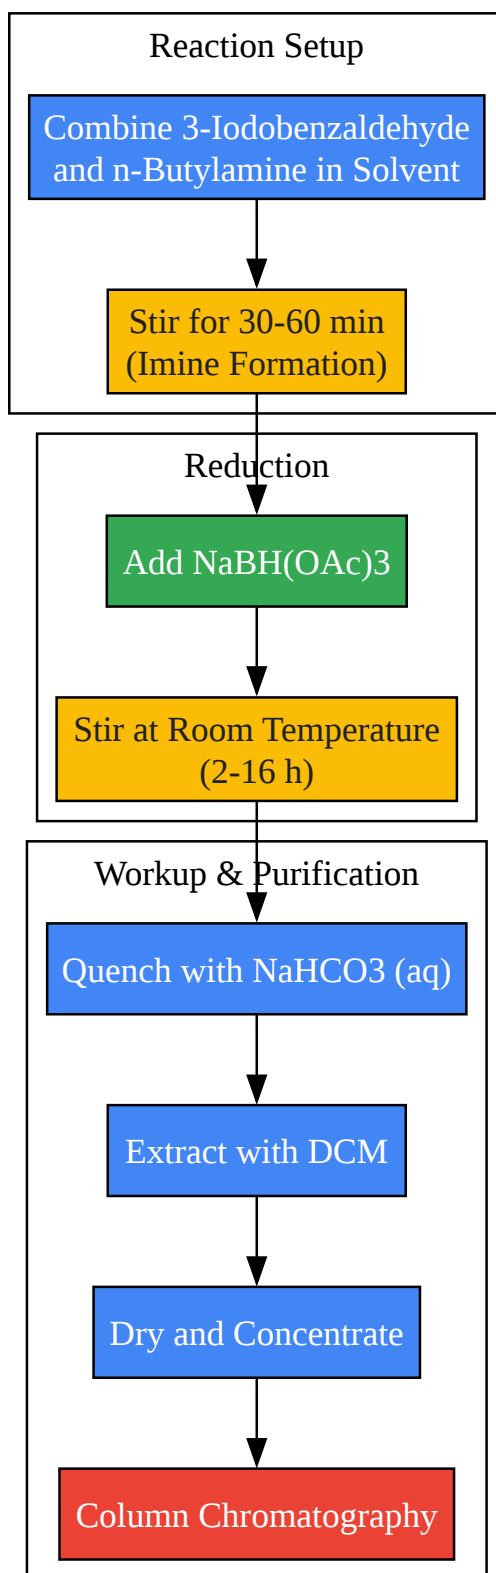 Reaction Setup
Combine 3-Iodobenzaldehyde
and n-Butylamine in Solvent
Stir for 30-60 min
(Imine Formation)
Reduction
Add NaBH(OAc)3
Stir at Room Temperature
(2-16 h)
Workup & Purification
Quench with NaHCO3 (aq)
Extract with DCM
Dry and Concentrate
Column Chromatography